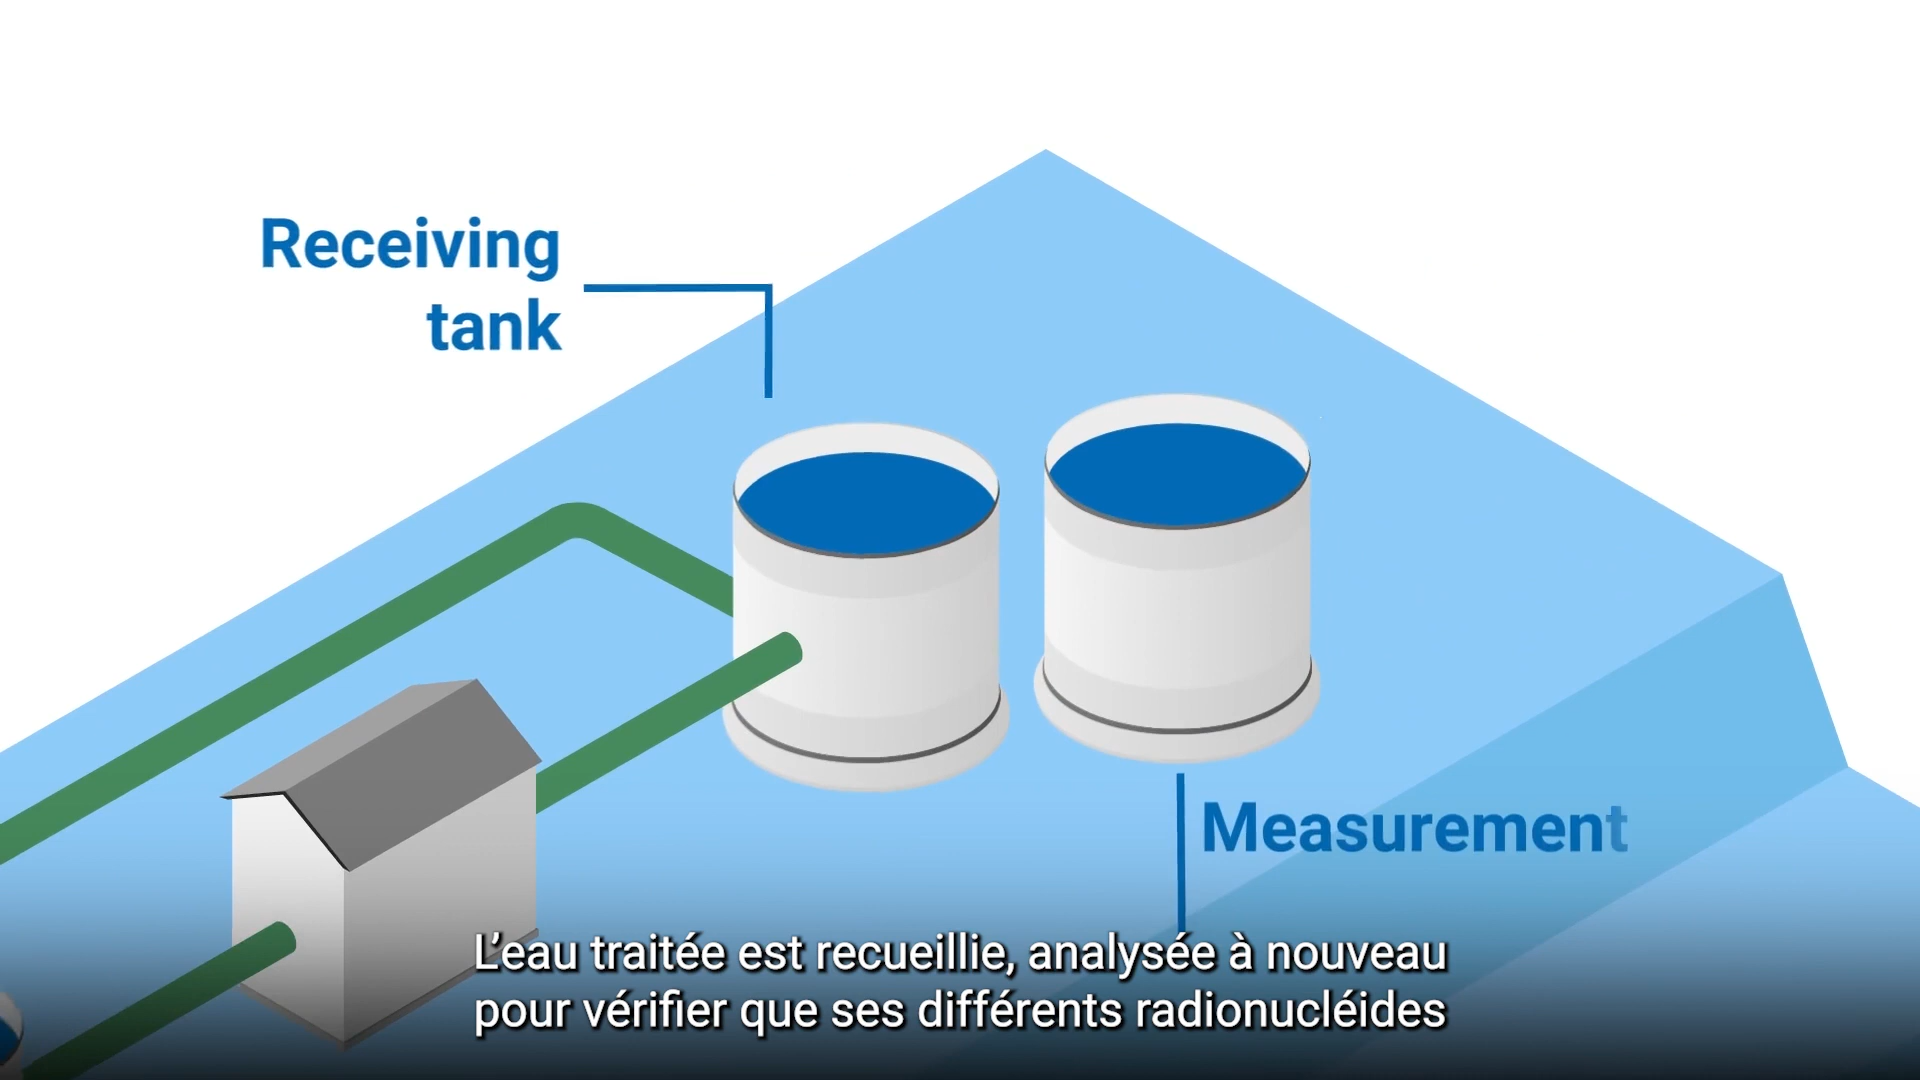 Receiving
tank
Measurement
L’eau traitée est recueillie, analysée à nouveau
pour vérifier que ses différents radionucléides